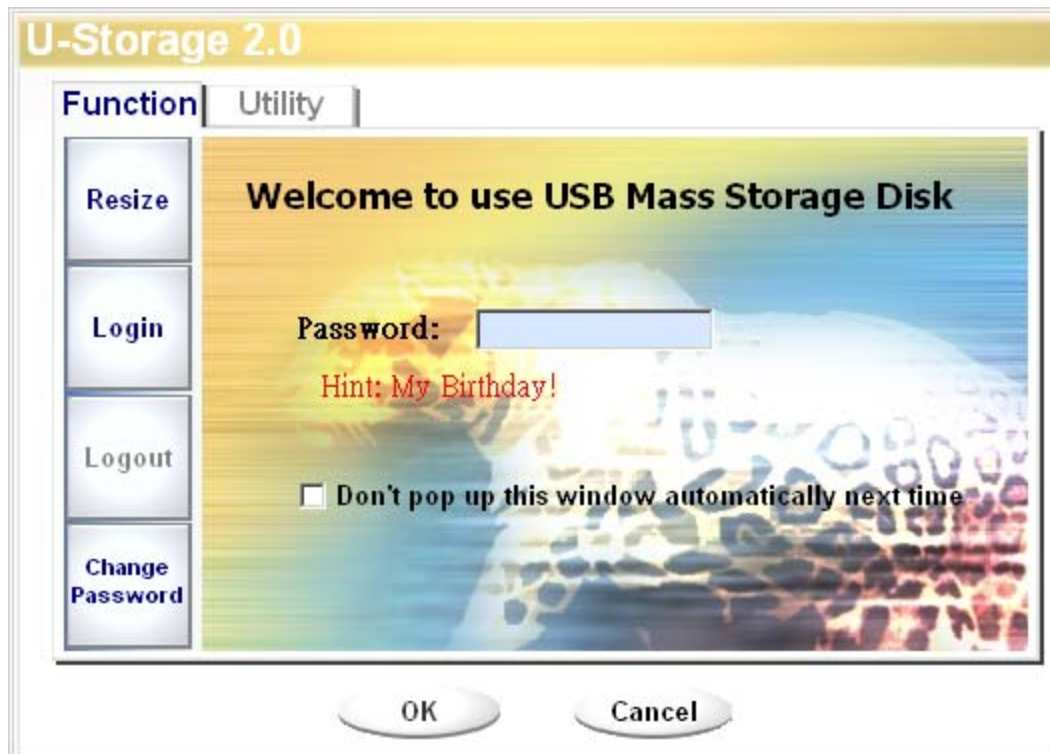 U-Storage 2.0
Function
Utility
Resize
Welcome to use USB Mass Storage Disk
Login
Password:
Hint: My Birthday!
Logout
Don't pop up this window automatically next time
Change
Password
OK
Cancel